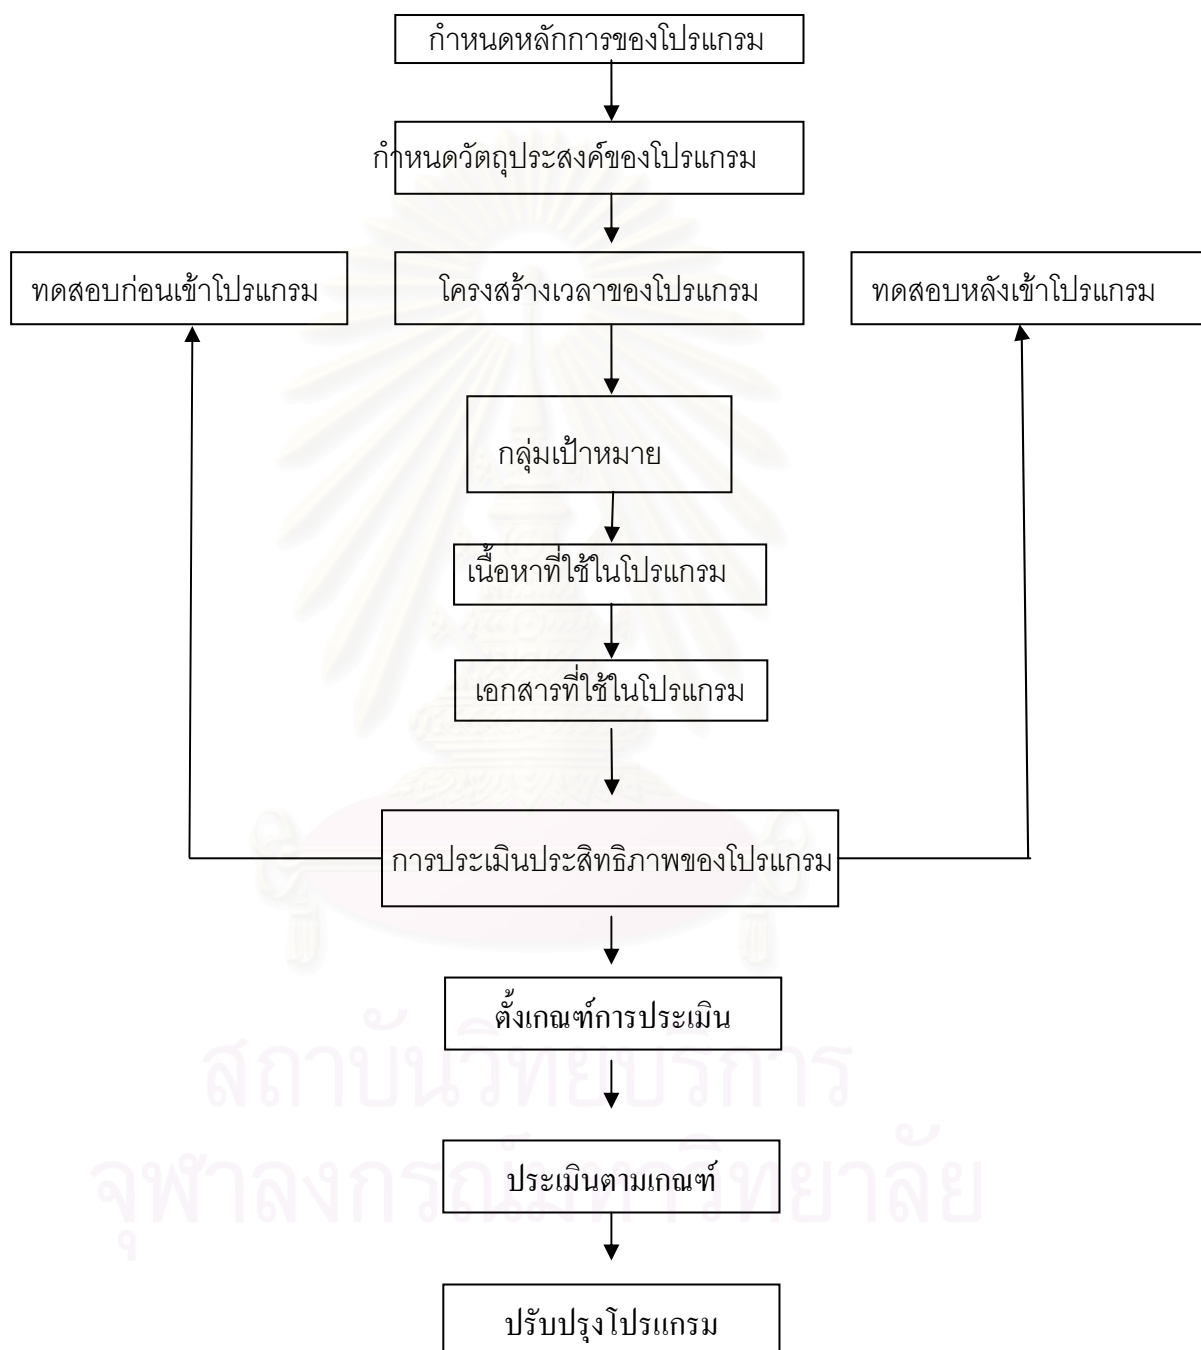 กำหนดหลักการของโปรแกรม
กำหนดวัตถุประสงค์ของโปรแกรม
ทดสอบก่อนเข้าโปรแกรม
โครงสร้างเวลาของโปรแกรม
ทดสอบหลังเข้าโปรแกรม
กลุ่มเป้าหมาย
เนื้อหาที่ใช้ในโปรแกรม
เอกสารที่ใช้ในโปรแกรม
การประเมินประสิทธิภาพของโปรแกรม
ตั้งเกณฑ์การประเมิน
สถาบันวิทยบริการ
ประเมินตามเกณฑ์
จุฬาลงกรณ์มหาวิทยาลัย
ปรับปรุงโปรแกรม